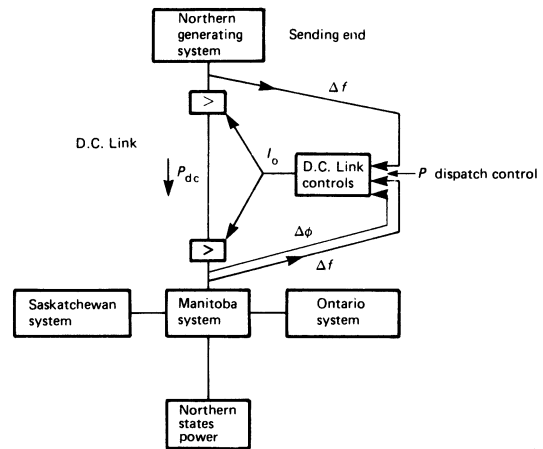 Northern
generating
system
Sending end
Δf
>
D.C. Link
P_dc
I_o
D.C. Link
controls
P dispatch control
>
Δϕ
Δf
Saskatchewan
system
Manitoba
system
Ontario
system
Northern
states
power